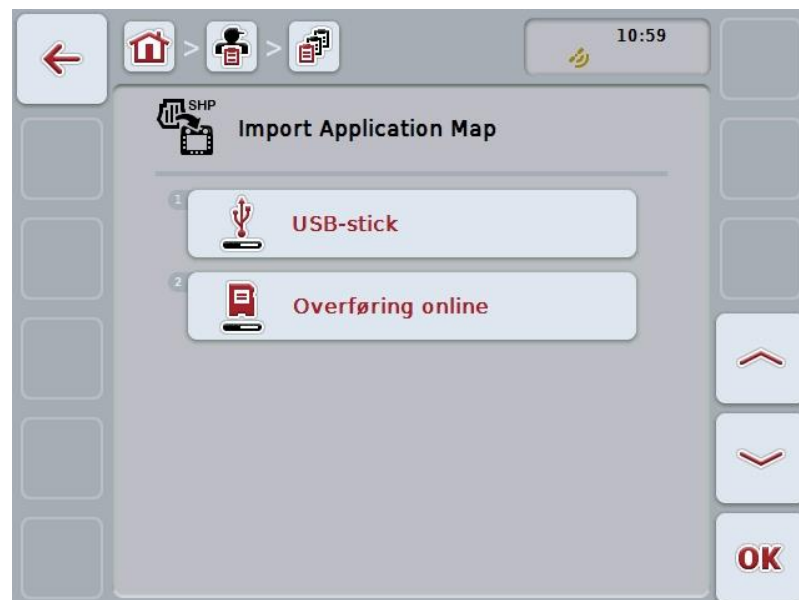 > >
10:59
SHP
Import Application Map
1
USB-stick
2
Overføring online
OK